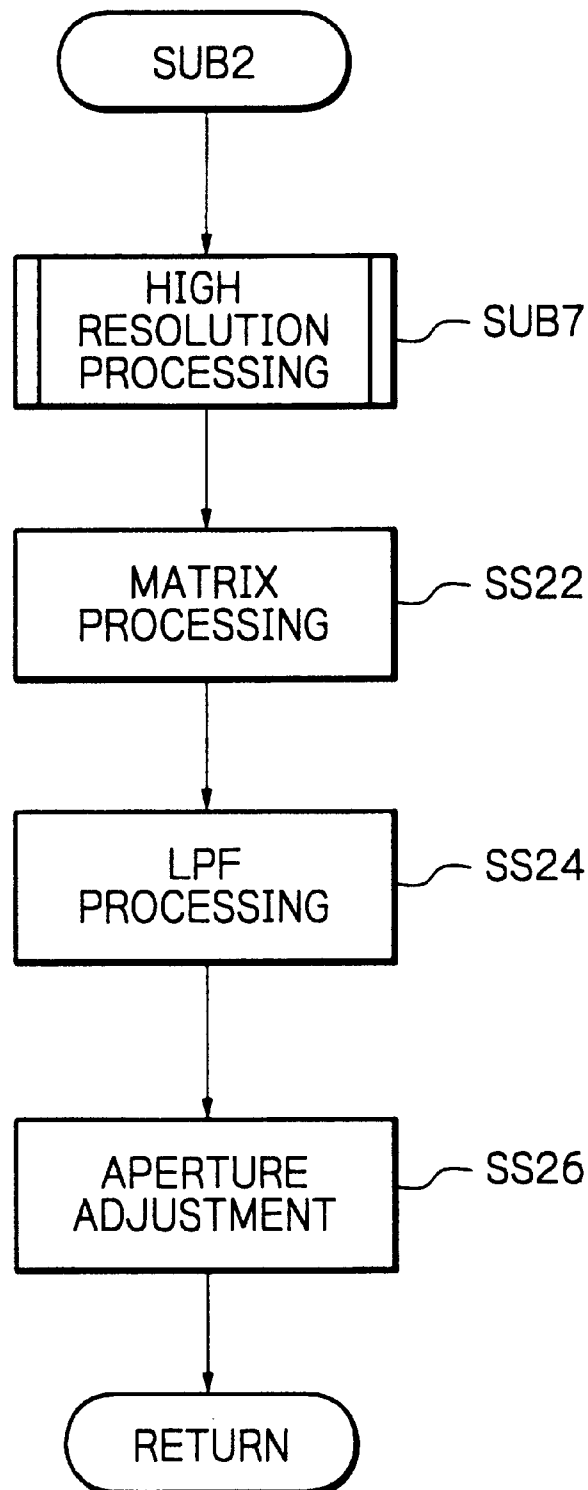 SUB2
HIGH
RESOLUTION
PROCESSING
SUB7
MATRIX
PROCESSING
SS22
LPF
PROCESSING
SS24
APERTURE
ADJUSTMENT
SS26
RETURN